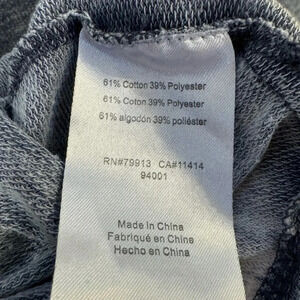 61% Cotton 39% Polyester
61% Cotton 39% Polyester
61% algodón 39% poliéster
RN#79913 CA#11414
94001
Made in China
Fabriqué en Chine
Hecho en China